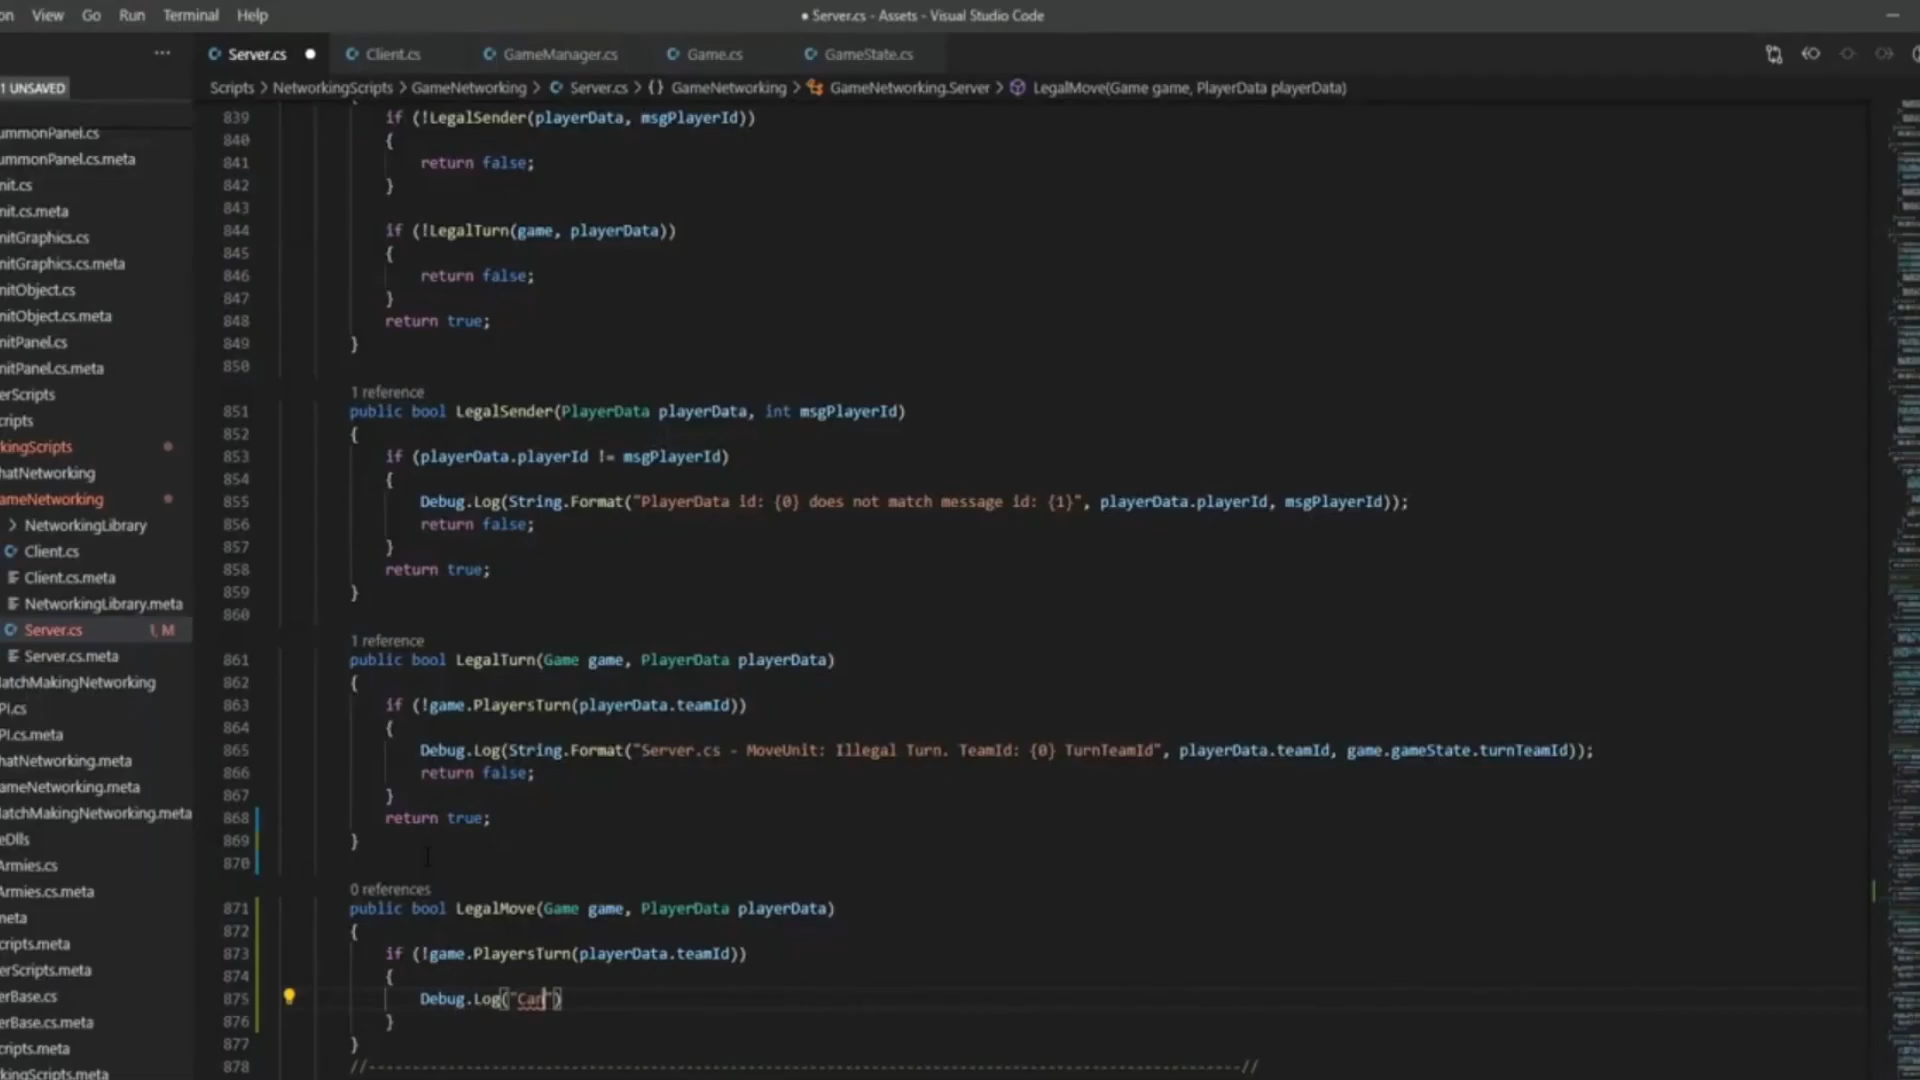 on View Go Run Terminal Help
● Server.cs - Assets - Visual Studio Code
Server.cs ● Client.cs GameManager.cs Game.cs GameState.cs
1 UNSAVED
Scripts > NetworkingScripts > GameNetworking > Server.cs > {} GameNetworking > GameNetworking.Server > LegalMove(Game game, PlayerData playerData)
ummonPanel.cs
ummonPanel.cs.meta
nit.cs
nit.cs.meta
nitGraphics.cs
nitGraphics.cs.meta
nitObject.cs
nitObject.cs.meta
nitPanel.cs
nitPanel.cs.meta
erScripts
cripts
kingScripts
hatNetworking
ameNetworking
> NetworkingLibrary
Client.cs
Client.cs.meta
NetworkingLibrary.meta
Server.cs 1, M
Server.cs.meta
MatchMakingNetworking
PI.cs
PI.cs.meta
hatNetworking.meta
ameNetworking.meta
MatchMakingNetworking.meta
eDlls
Armies.cs
Armies.cs.meta
meta
cripts.meta
erScripts.meta
erBase.cs
erBase.cs.meta
cripts.meta
kingScripts.meta
839 if (!LegalSender(playerData, msgPlayerId))
840 {
841 return false;
842 }
843
844 if (!LegalTurn(game, playerData))
845 {
846 return false;
847 }
848 return true;
849 }
850
1 reference
851 public bool LegalSender(PlayerData playerData, int msgPlayerId)
852 {
853 if (playerData.playerId != msgPlayerId)
854 {
855 Debug.Log(String.Format("PlayerData id: {0} does not match message id: {1}", playerData.playerId, msgPlayerId));
856 return false;
857 }
858 return true;
859 }
860
1 reference
861 public bool LegalTurn(Game game, PlayerData playerData)
862 {
863 if (!game.PlayersTurn(playerData.teamId))
864 {
865 Debug.Log(String.Format("Server.cs - MoveUnit: Illegal Turn. TeamId: {0} TurnTeamId", playerData.teamId, game.gameState.turnTeamId));
866 return false;
867 }
868 return true;
869 }
870
0 references
871 public bool LegalMove(Game game, PlayerData playerData)
872 {
873 if (!game.PlayersTurn(playerData.teamId))
874 {
875 Debug.Log("Can")
876 }
877 }
878 //----------------------------------------------------------------------------------------------------//